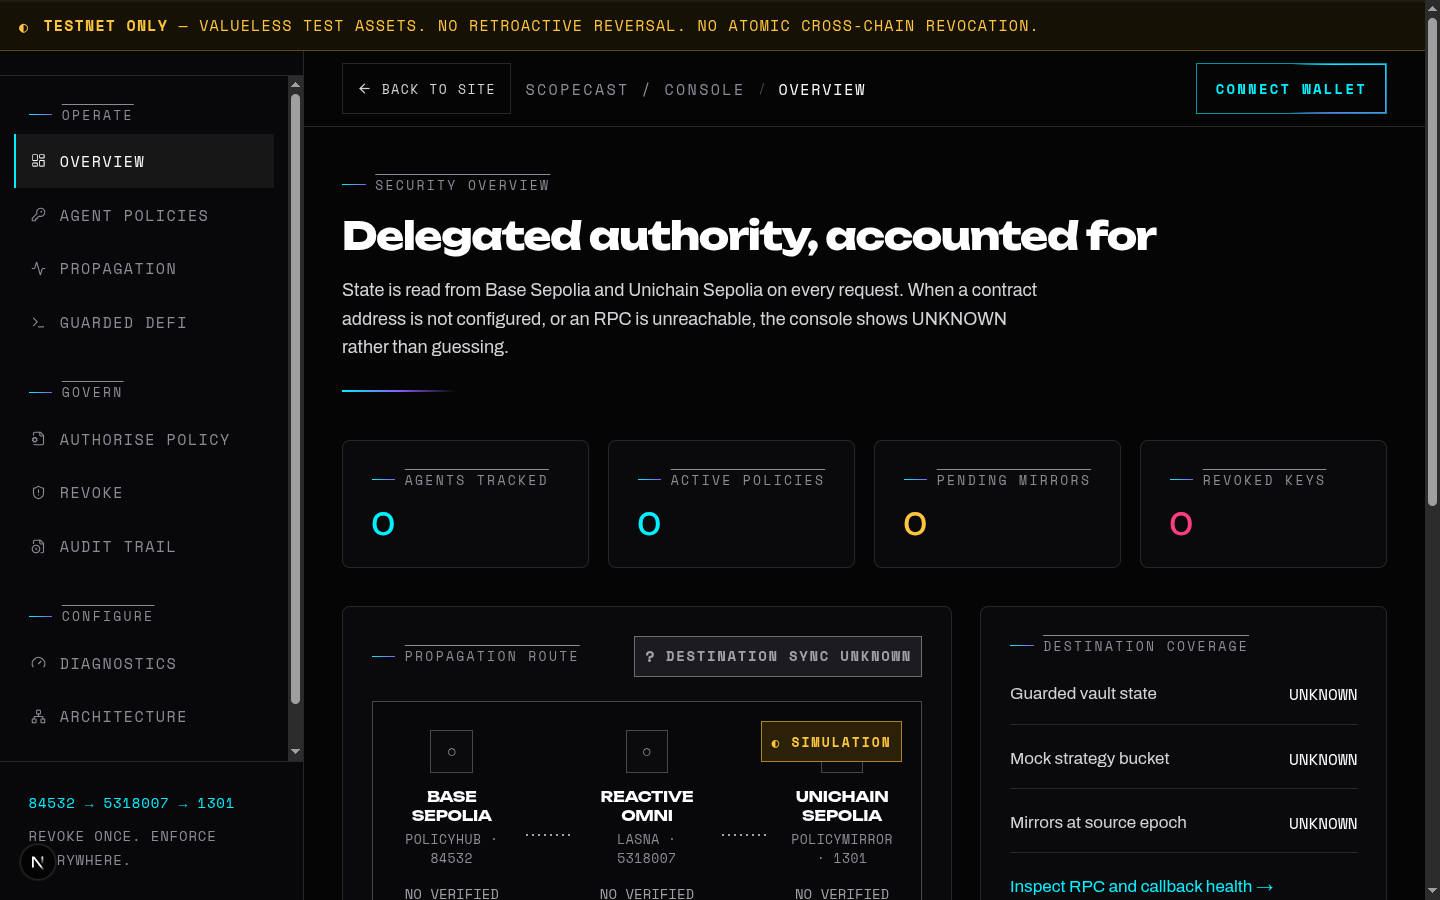 ◐ TESTNET ONLY — VALUELESS TEST ASSETS. NO RETROACTIVE REVERSAL. NO ATOMIC CROSS-CHAIN REVOCATION.
OPERATE
OVERVIEW
AGENT POLICIES
PROPAGATION
GUARDED DEFI
GOVERN
AUTHORISE POLICY
REVOKE
AUDIT TRAIL
CONFIGURE
DIAGNOSTICS
ARCHITECTURE
84532 → 5318007 → 1301
REVOKE ONCE. ENFORCE
RYWHERE.
N
← BACK TO SITE
SCOPECAST / CONSOLE / OVERVIEW
CONNECT WALLET
SECURITY OVERVIEW
Delegated authority, accounted for
State is read from Base Sepolia and Unichain Sepolia on every request. When a contract
address is not configured, or an RPC is unreachable, the console shows UNKNOWN
rather than guessing.
AGENTS TRACKED
0
ACTIVE POLICIES
0
PENDING MIRRORS
0
REVOKED KEYS
0
PROPAGATION ROUTE
? DESTINATION SYNC UNKNOWN
◐ SIMULATION
BASE
SEPOLIA
POLICYHUB ·
84532
NO VERIFIED
REACTIVE
OMNI
LASNA ·
5318007
NO VERIFIED
UNICHAIN
SEPOLIA
POLICYMIRROR
· 1301
NO VERIFIED
DESTINATION COVERAGE
Guarded vault state UNKNOWN
Mock strategy bucket UNKNOWN
Mirrors at source epoch UNKNOWN
Inspect RPC and callback health →